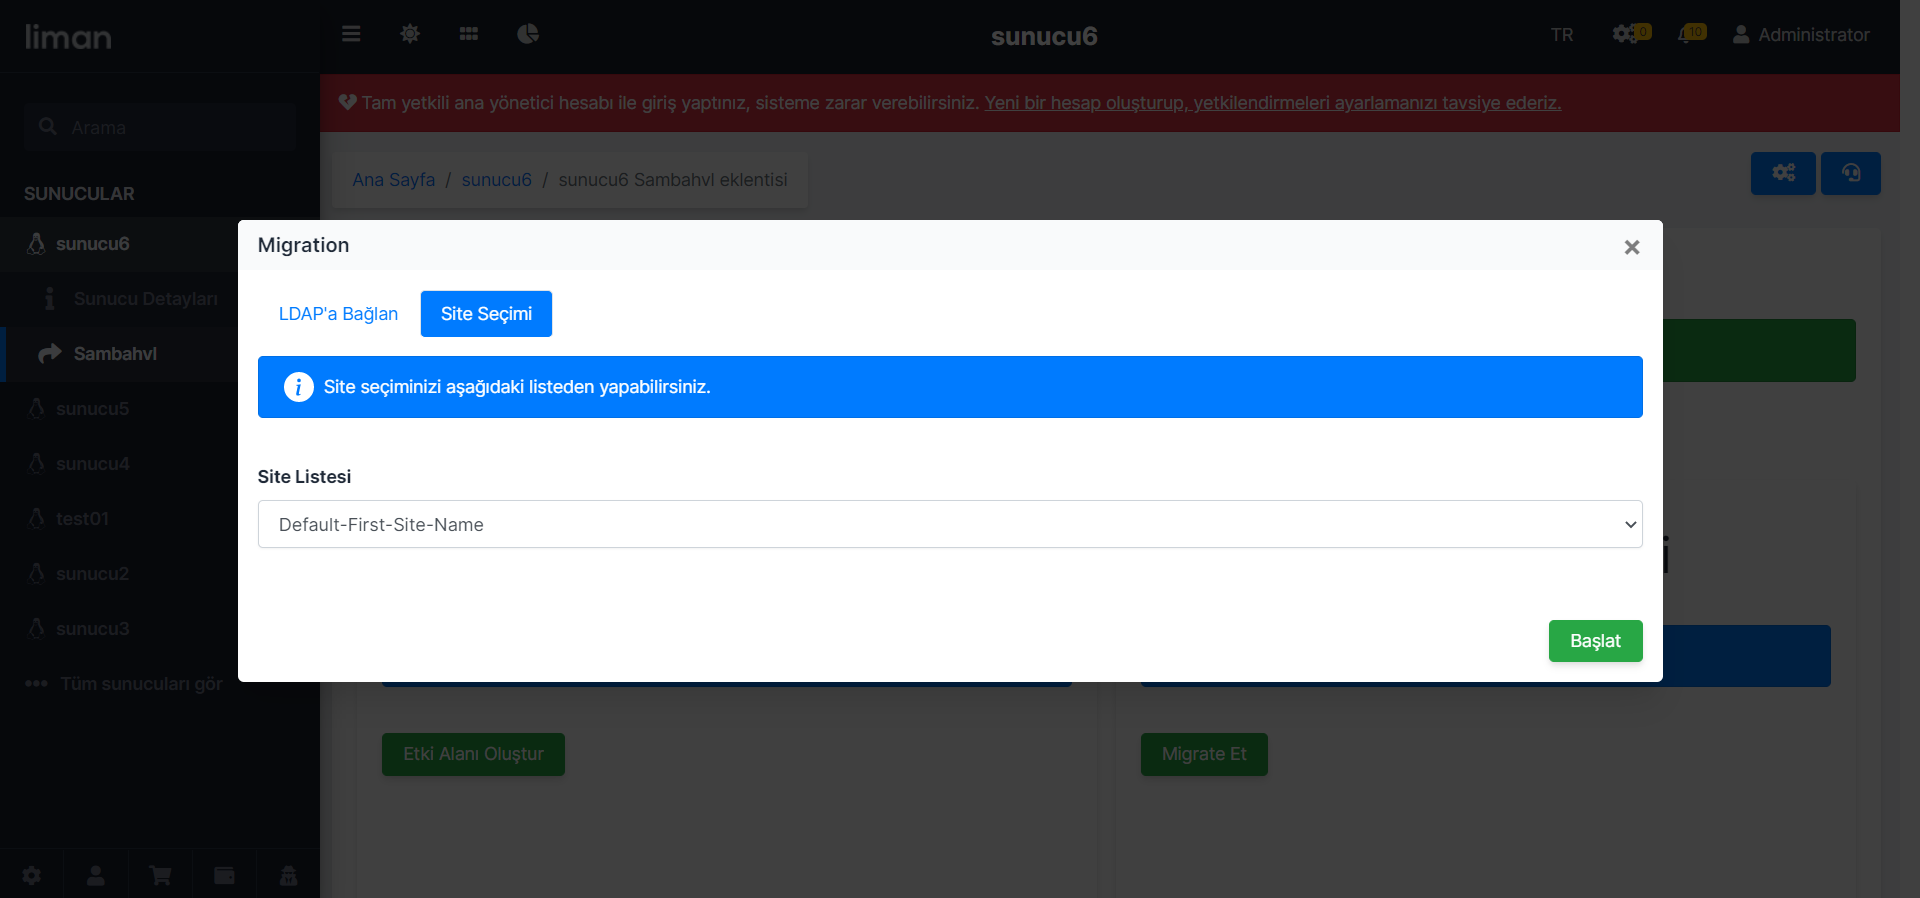 liman
sunucu6
TR
0
10
Administrator
Tam yetkili ana yönetici hesabı ile giriş yaptınız, sisteme zarar verebilirsiniz. Yeni bir hesap oluşturup, yetkilendirmeleri ayarlamanızı tavsiye ederiz.
Arama
Ana Sayfa / sunucu6 / sunucu6 Sambahvl eklentisi
SUNUCULAR
sunucu6
Sunucu Detayları
Sambahvl
sunucu5
sunucu4
test01
sunucu2
sunucu3
Tüm sunucuları gör
Migration
LDAP'a Bağlan
Site Seçimi
Site seçiminizi aşağıdaki listeden yapabilirsiniz.
Site Listesi
Default-First-Site-Name
Başlat
Etki Alanı Oluştur
Migrate Et